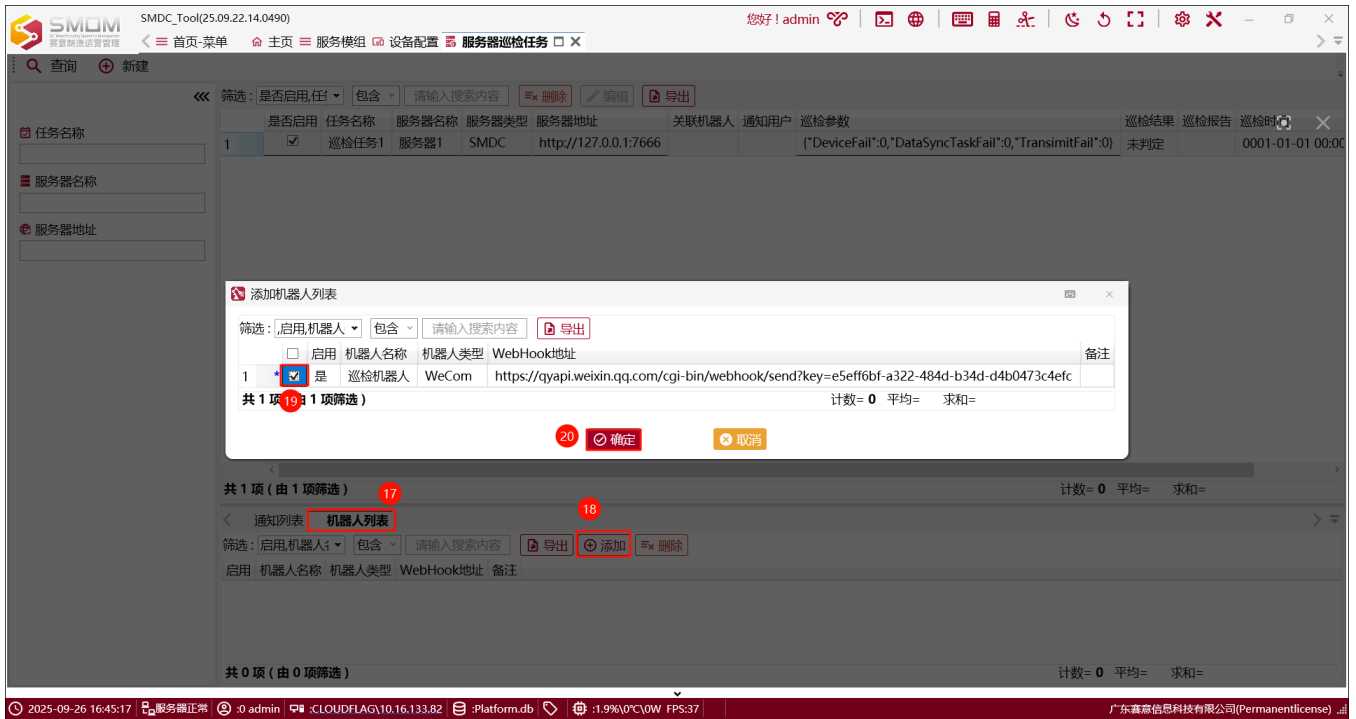 SMOM
赛意制造运营管理
SMDC_Tool(25.09.22.14.0490)
您好！admin
首页-菜单 主页 服务模组 设备配置 服务器巡检任务
查询 新建
筛选： 是否启用,任务 包含 请输入搜索内容 删除 编辑 导出
是否启用 任务名称 服务器名称 服务器类型 服务器地址 关联机器人 通知用户 巡检参数 巡检结果 巡检报告 巡检时
1 巡检任务1 服务器1 SMDC http://127.0.0.1:7666 {"DeviceFail":0,"DataSyncTaskFail":0,"TransimitFail":0} 未判定 0001-01-01 00:00
任务名称
服务器名称
服务器地址
添加机器人列表
筛选： ,启用,机器人 包含 请输入搜索内容 导出
启用 机器人名称 机器人类型 WebHook地址 备注
1 * 是 巡检机器人 WeCom https://qyapi.weixin.qq.com/cgi-bin/webhook/send?key=e5eff6bf-a322-484d-b34d-d4b0473c4efc
共 1 项 由 1 项筛选 ) 计数= 0 平均= 求和=
19
20 确定 取消
共 1 项 ( 由 1 项筛选 ) 计数= 0 平均= 求和=
17
18
通知列表 机器人列表
筛选： 启用,机器人 包含 请输入搜索内容 导出 添加 删除
启用 机器人名称 机器人类型 WebHook地址 备注
共 0 项 ( 由 0 项筛选 ) 计数= 0 平均= 求和=
2025-09-26 16:45:17 服务器正常 :0 admin :CLOUDFLAG\10.16.133.82 :Platform.db :1.9%\0℃\0W FPS:37 广东赛意信息科技有限公司(Permanentlicense)